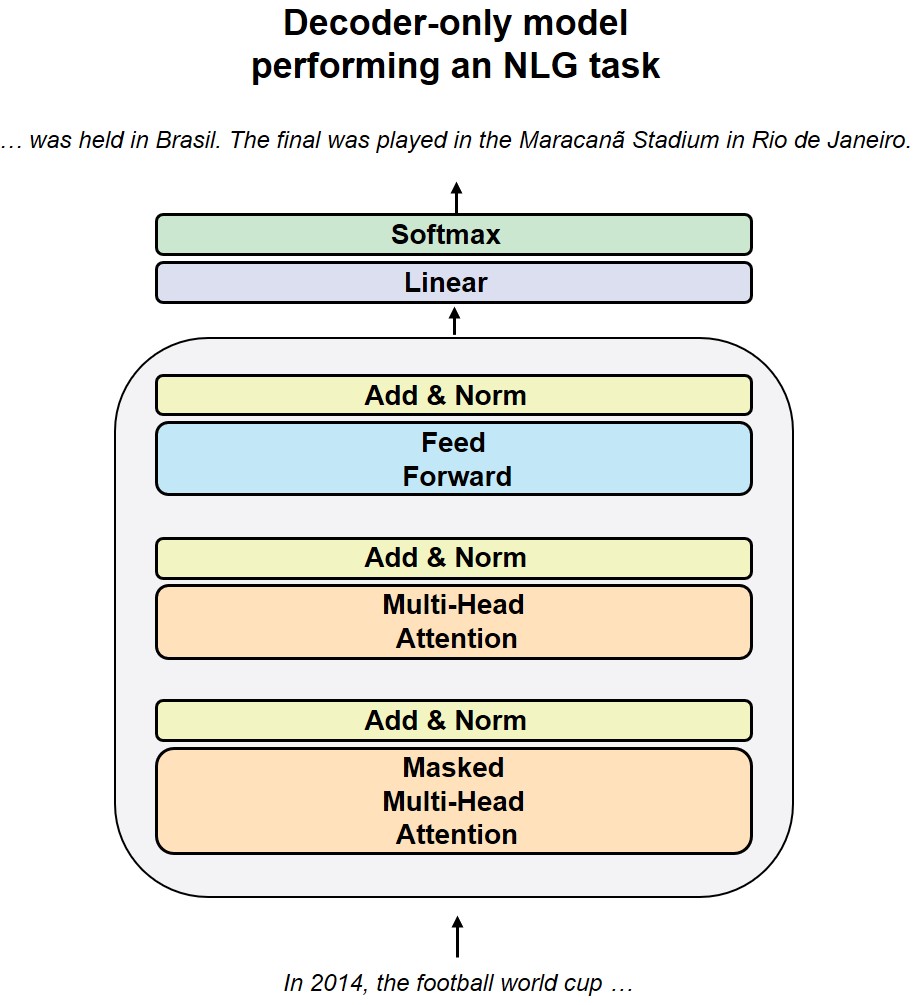 Decoder-only model
performing an NLG task
… was held in Brasil. The final was played in the Maracanã Stadium in Rio de Janeiro.
Softmax
Linear
Add & Norm
Feed
Forward
Add & Norm
Multi-Head
Attention
Add & Norm
Masked
Multi-Head
Attention
In 2014, the football world cup …